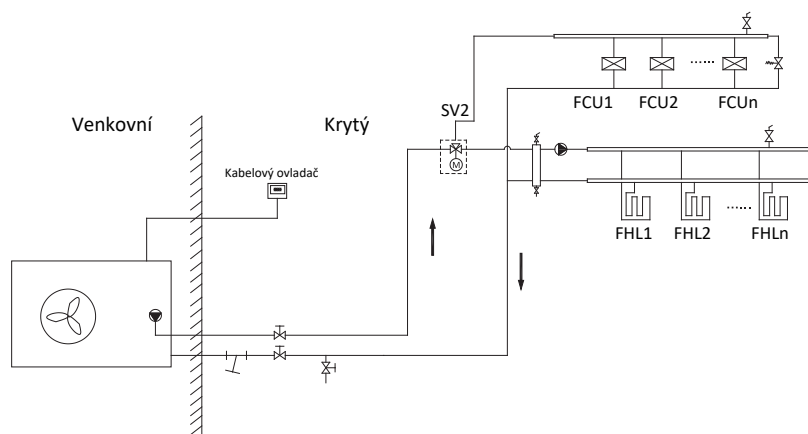 FCU1 FCU2 ...... FCUn
SV2
Venkovní Krytý
M
Kabelový ovladač
FHL1 FHL2 ...... FHLn